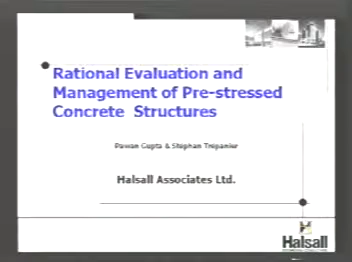 Rational Evaluation and
Management of Pre-stressed
Concrete Structures
Pawan Gupta & Stephan Trepanier
Halsall Associates Ltd.
Halsall